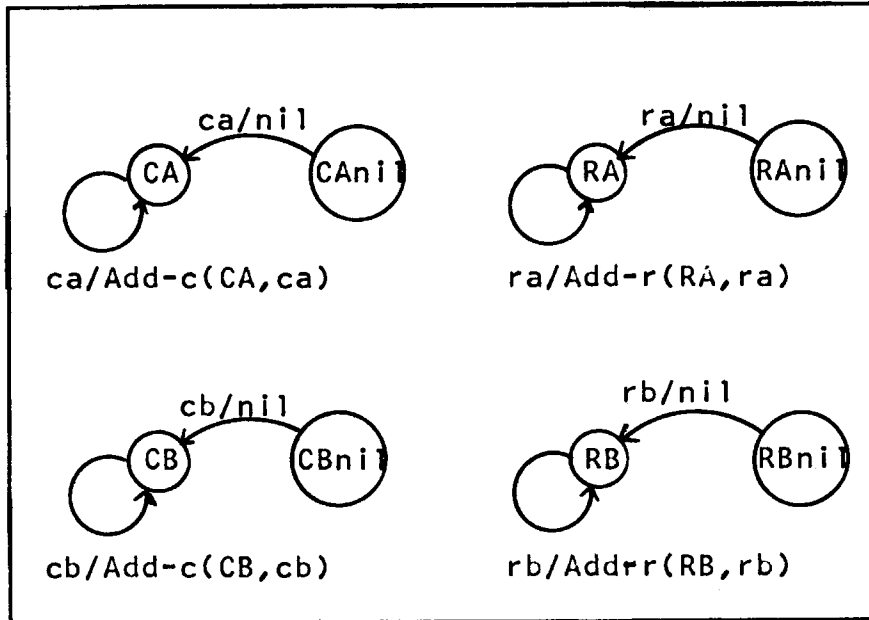 ca/nil
ra/nil
CA
CAnil
RA
RAnil
ca/Add-c(CA,ca)
ra/Add-r(RA,ra)
cb/nil
rb/nil
CB
CBnil
RB
RBnil
cb/Add-c(CB,cb)
rb/Add-r(RB,rb)